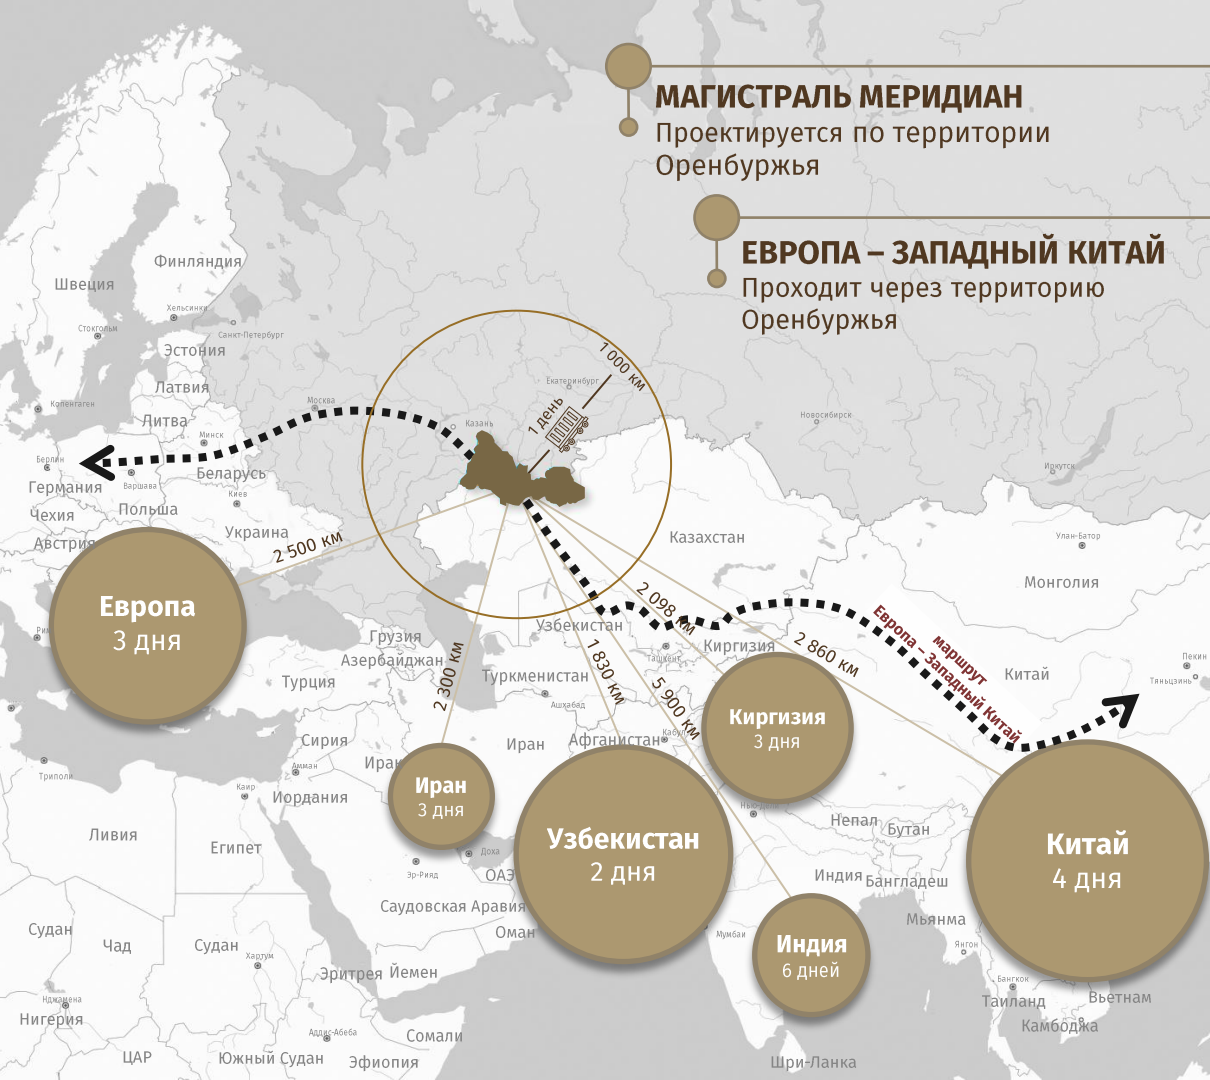 МАГИСТРАЛЬ МЕРИДИАН
Проектируется по территории
Оренбуржья
ЕВРОПА – ЗАПАДНЫЙ КИТАЙ
Проходит через территорию
Оренбуржья
Финляндия
Швеция
Хельсинки
Стокгольм
Санкт-Петербург
Эстония
1 000 км
Екатеринбург
Латвия
1 день
Копенгаген
Москва
Литва
Казань
Новосибирск
Минск
Берлин
Беларусь
Иркутск
Германия
Варшава
Киев
Чехия
Польша
Украина
Австрия
2 500 км
Казахстан
Улан-Батор
Монголия
Европа
3 дня
2 098 км
Европа – Западный Китай
маршрут
Узбекистан
Грузия
Киргизия
2 860 км
Азербайджан
Ташкент
Пекин
Тяньцзинь
Китай
2 300 км
Туркменистан
1 830 км
5 900 км
Турция
Ашхабад
Киргизия
3 дня
Сирия
Иран
Афганистан
Амман
Триполи
Каир
Иордания
Иран
3 дня
Ливия
Египет
Узбекистан
2 дня
Непал
Бутан
Китай
4 дня
Доха
Эр-Рияд
ОАЭ
Индия
Бангладеш
Саудовская Аравия
Мьянма
Оман
Мумбаи
Индия
6 дней
Янгон
Судан
Чад
Судан
Хартум
Эритрея
Йемен
Бангкок
Таиланд
Вьетнам
Камбоджа
Нджамена
Нигерия
Аддис-Абеба
Сомали
ЦАР
Южный Судан
Эфиопия
Шри-Ланка